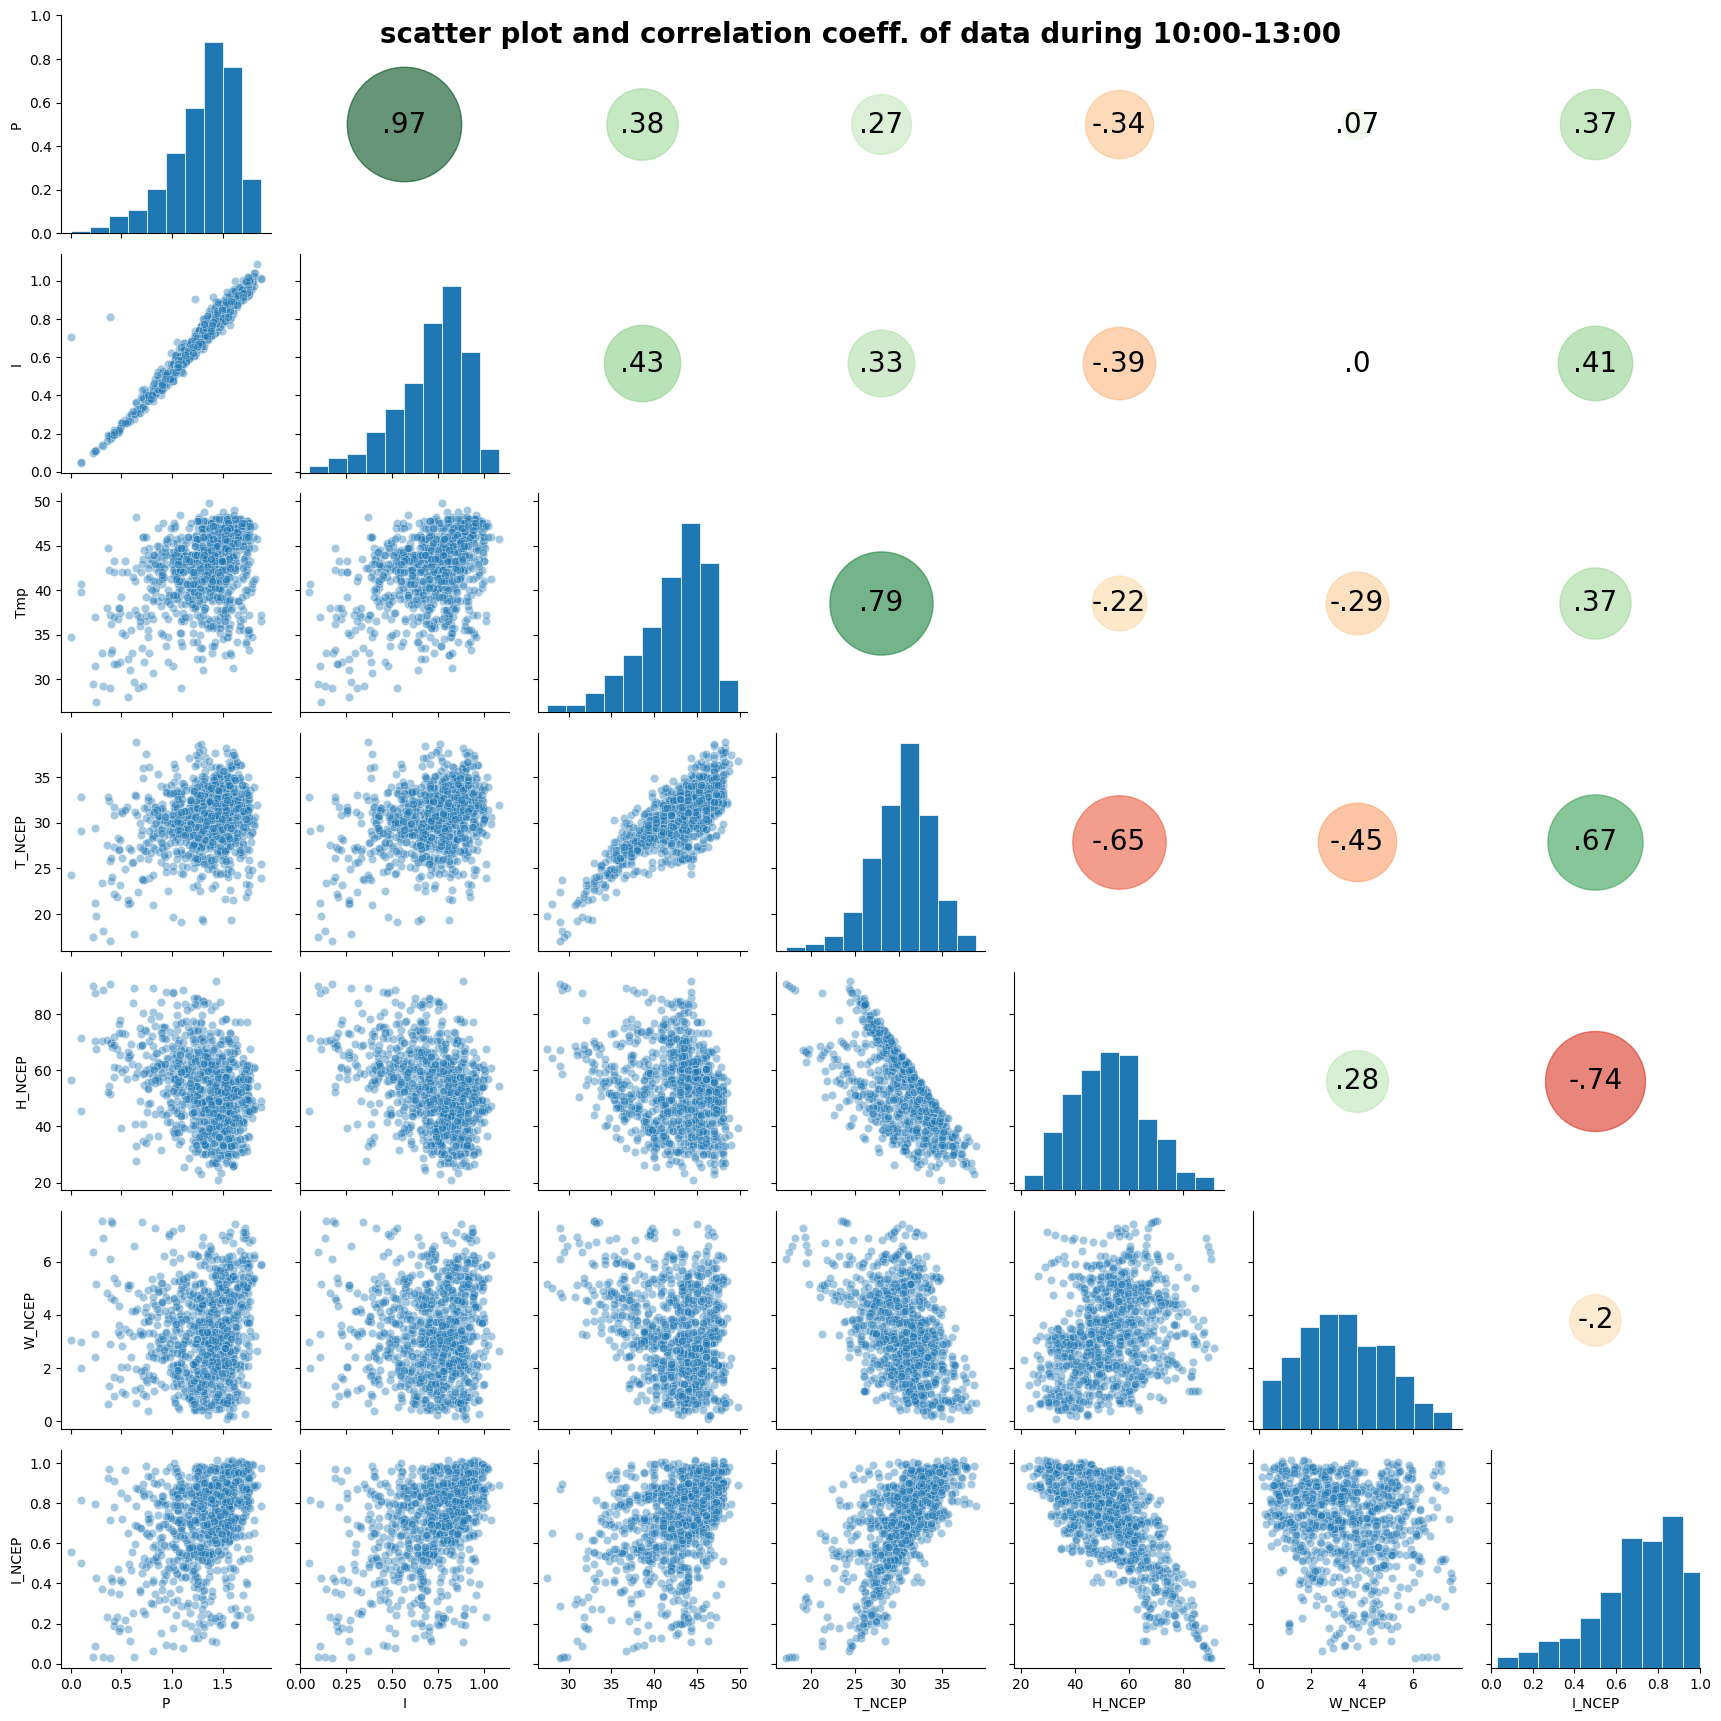 scatter plot and correlation coeff. of data during 10:00-13:00
1.0
0.8
0.6
0.4
0.2
0.0
P
.97
.38
.27
-.34
.07
.37
1.0
0.8
0.6
0.4
0.2
0.0
I
.43
.33
-.39
.0
.41
50
45
40
35
30
Tmp
.79
-.22
-.29
.37
35
30
25
20
T_NCEP
-.65
-.45
.67
80
60
40
20
H_NCEP
.28
-.74
6
4
2
0
W_NCEP
-.2
1.0
0.8
0.6
0.4
0.2
0.0
I_NCEP
0.0 0.5 1.0 1.5
0.00 0.25 0.50 0.75 1.00
30 35 40 45 50
20 25 30 35
20 40 60 80
0 2 4 6
0.0 0.2 0.4 0.6 0.8 1.0
P
I
Tmp
T_NCEP
H_NCEP
W_NCEP
I_NCEP